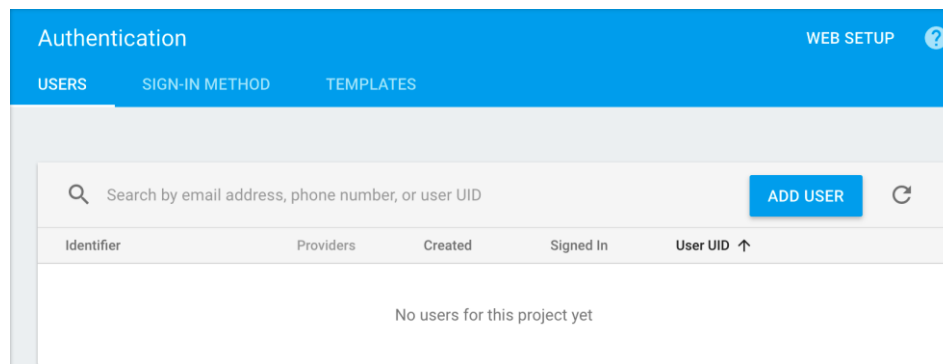 Authentication
WEB SETUP
?
USERS
SIGN-IN METHOD
TEMPLATES
Search by email address, phone number, or user UID
ADD USER
Identifier
Providers
Created
Signed In
User UID
No users for this project yet